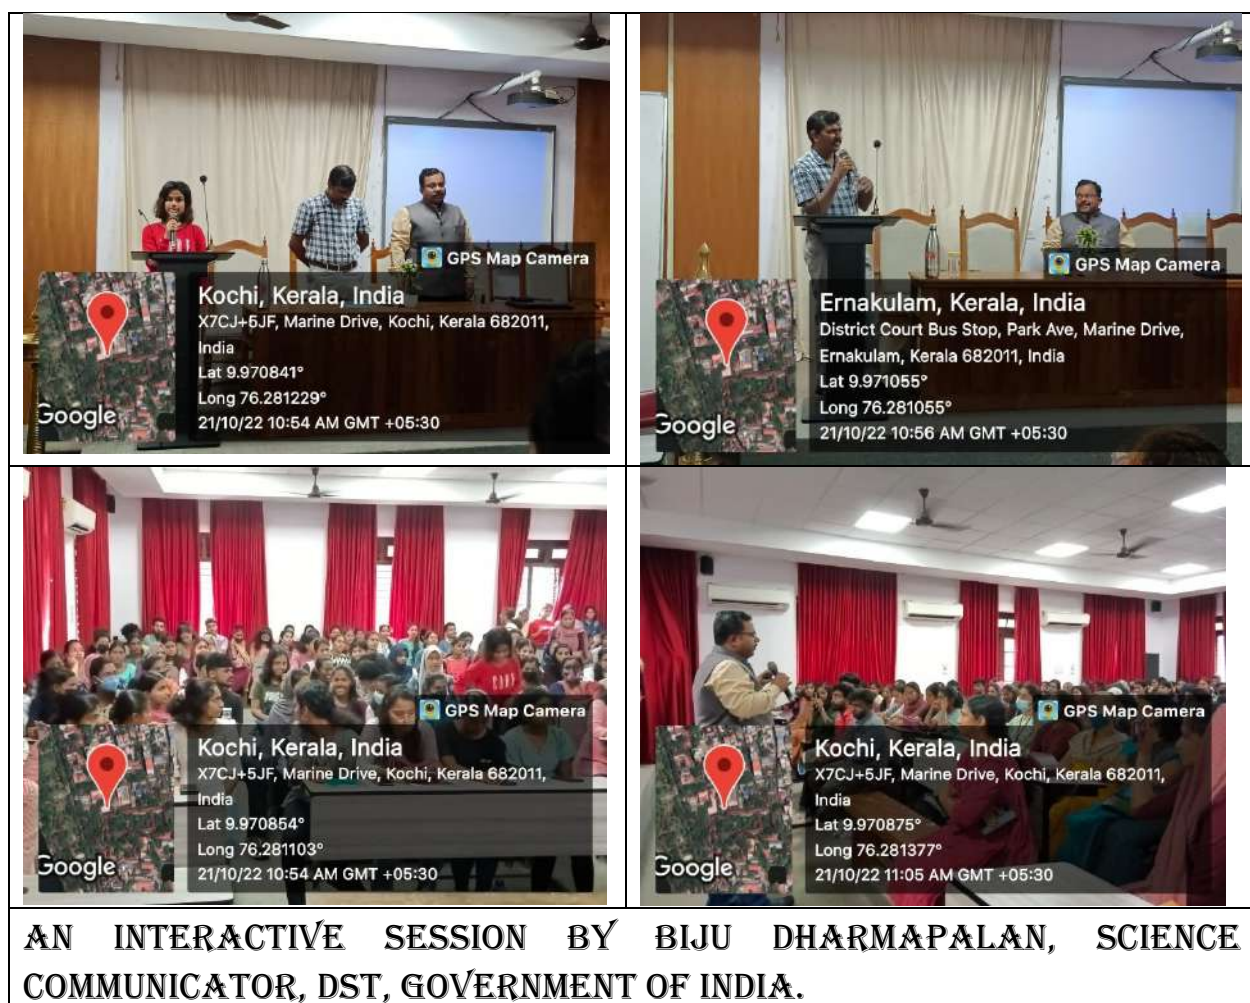 GPS Map Camera
Kochi, Kerala, India
X7CJ+5JF, Marine Drive, Kochi, Kerala 682011,
India
Lat 9.970841°
Long 76.281229°
21/10/22 10:54 AM GMT +05:30
Google
GPS Map Camera
Ernakulam, Kerala, India
District Court Bus Stop, Park Ave, Marine Drive,
Ernakulam, Kerala 682011, India
Lat 9.971055°
Long 76.281055°
21/10/22 10:56 AM GMT +05:30
Google
GPS Map Camera
Kochi, Kerala, India
X7CJ+5JF, Marine Drive, Kochi, Kerala 682011,
India
Lat 9.970854°
Long 76.281103°
21/10/22 10:54 AM GMT +05:30
Google
GPS Map Camera
Kochi, Kerala, India
X7CJ+5JF, Marine Drive, Kochi, Kerala 682011,
India
Lat 9.970875°
Long 76.281377°
21/10/22 11:05 AM GMT +05:30
Google
AN INTERACTIVE SESSION BY BIJU DHARMAPALAN, SCIENCE
COMMUNICATOR, DST, GOVERNMENT OF INDIA.